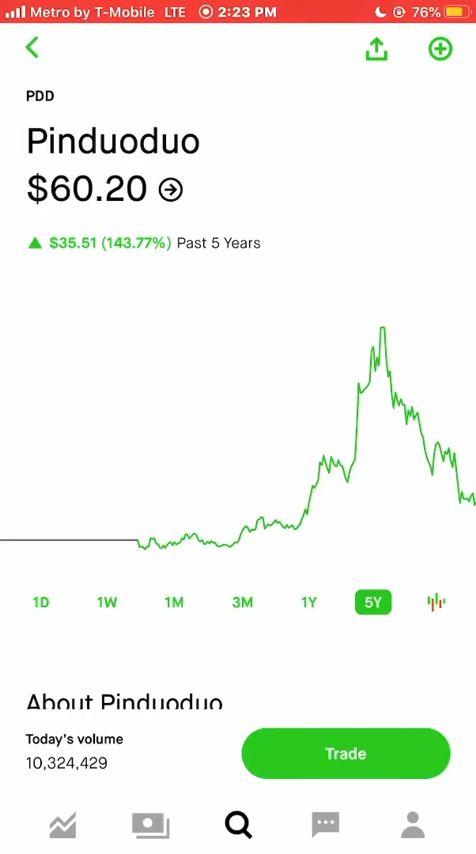 Metro by T-Mobile LTE 2:23 PM 76%
PDD
Pinduoduo
$60.20
$35.51 (143.77%) Past 5 Years
1D 1W 1M 3M 1Y 5Y
About Pinduoduo
Today's volume
10,324,429
Trade